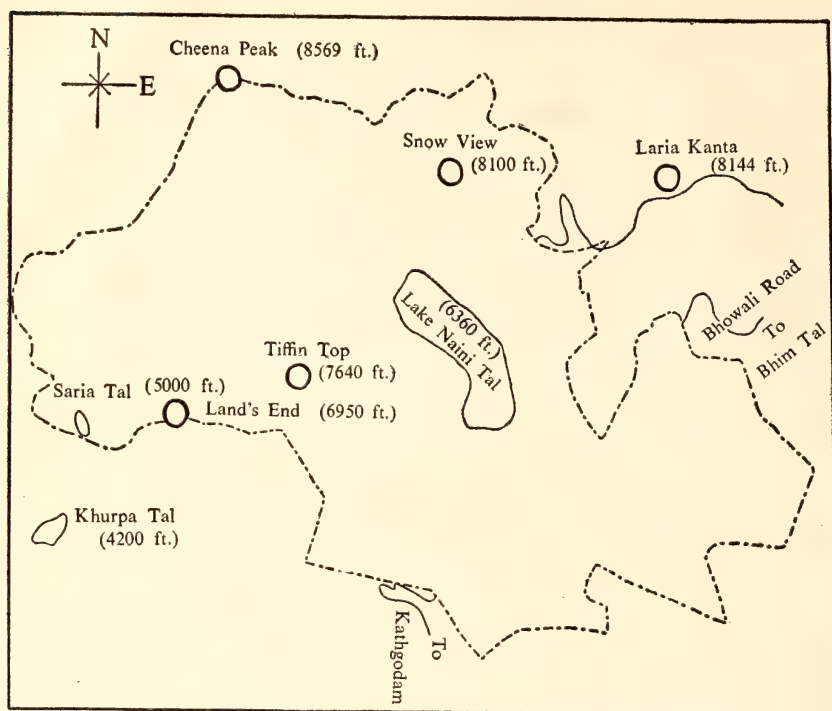 N
E
Cheena Peak (8569 ft.)
Snow View
(8100 ft.)
Laria Kanta
(8144 ft.)
(6360 ft.)
Lake Naini Tal
Bhowali Road
To
Bhim Tal
Tiffin Top
(7640 ft.)
Saria Tal (5000 ft.)
Land's End (6950 ft.)
Khurpa Tal
(4200 ft.)
To
Kathgodam